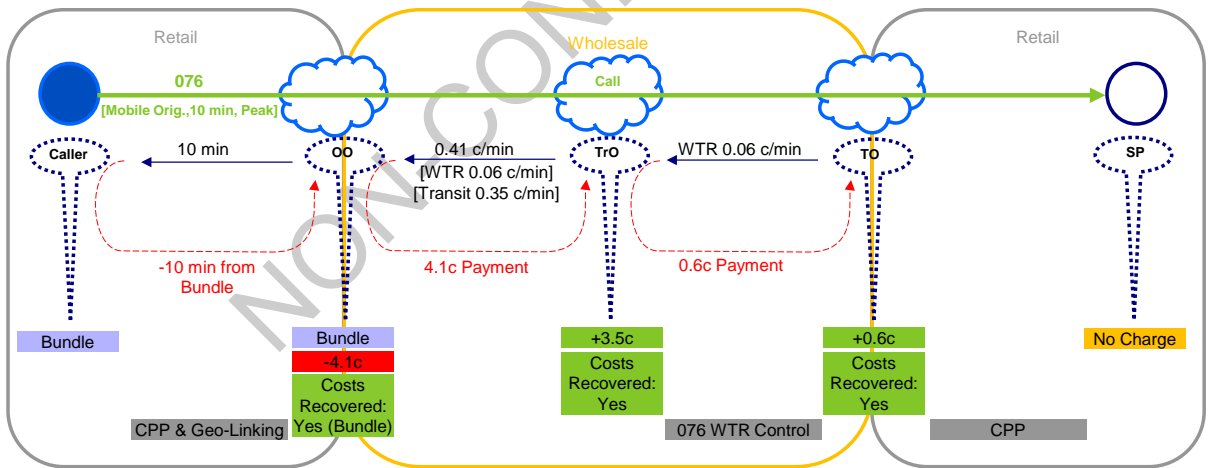 Retail
Wholesale
Retail
076
Call
[Mobile Orig.,10 min, Peak]
Caller
10 min
OO
0.41 c/min
[WTR 0.06 c/min]
[Transit 0.35 c/min]
TrO
WTR 0.06 c/min
TO
SP
-10 min from
Bundle
4.1c Payment
0.6c Payment
Bundle
Bundle
-4.1c
Costs
Recovered:
Yes (Bundle)
+3.5c
Costs
Recovered:
Yes
+0.6c
Costs
Recovered:
Yes
No Charge
CPP & Geo-Linking
076 WTR Control
CPP
NON-CON